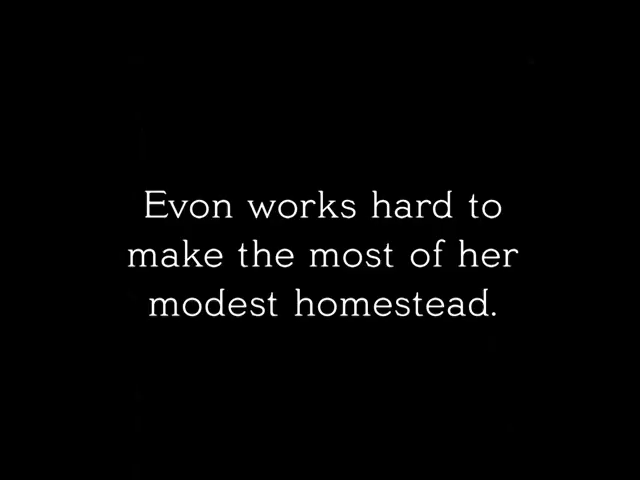 Evon works hard to
make the most of her
modest homestead.